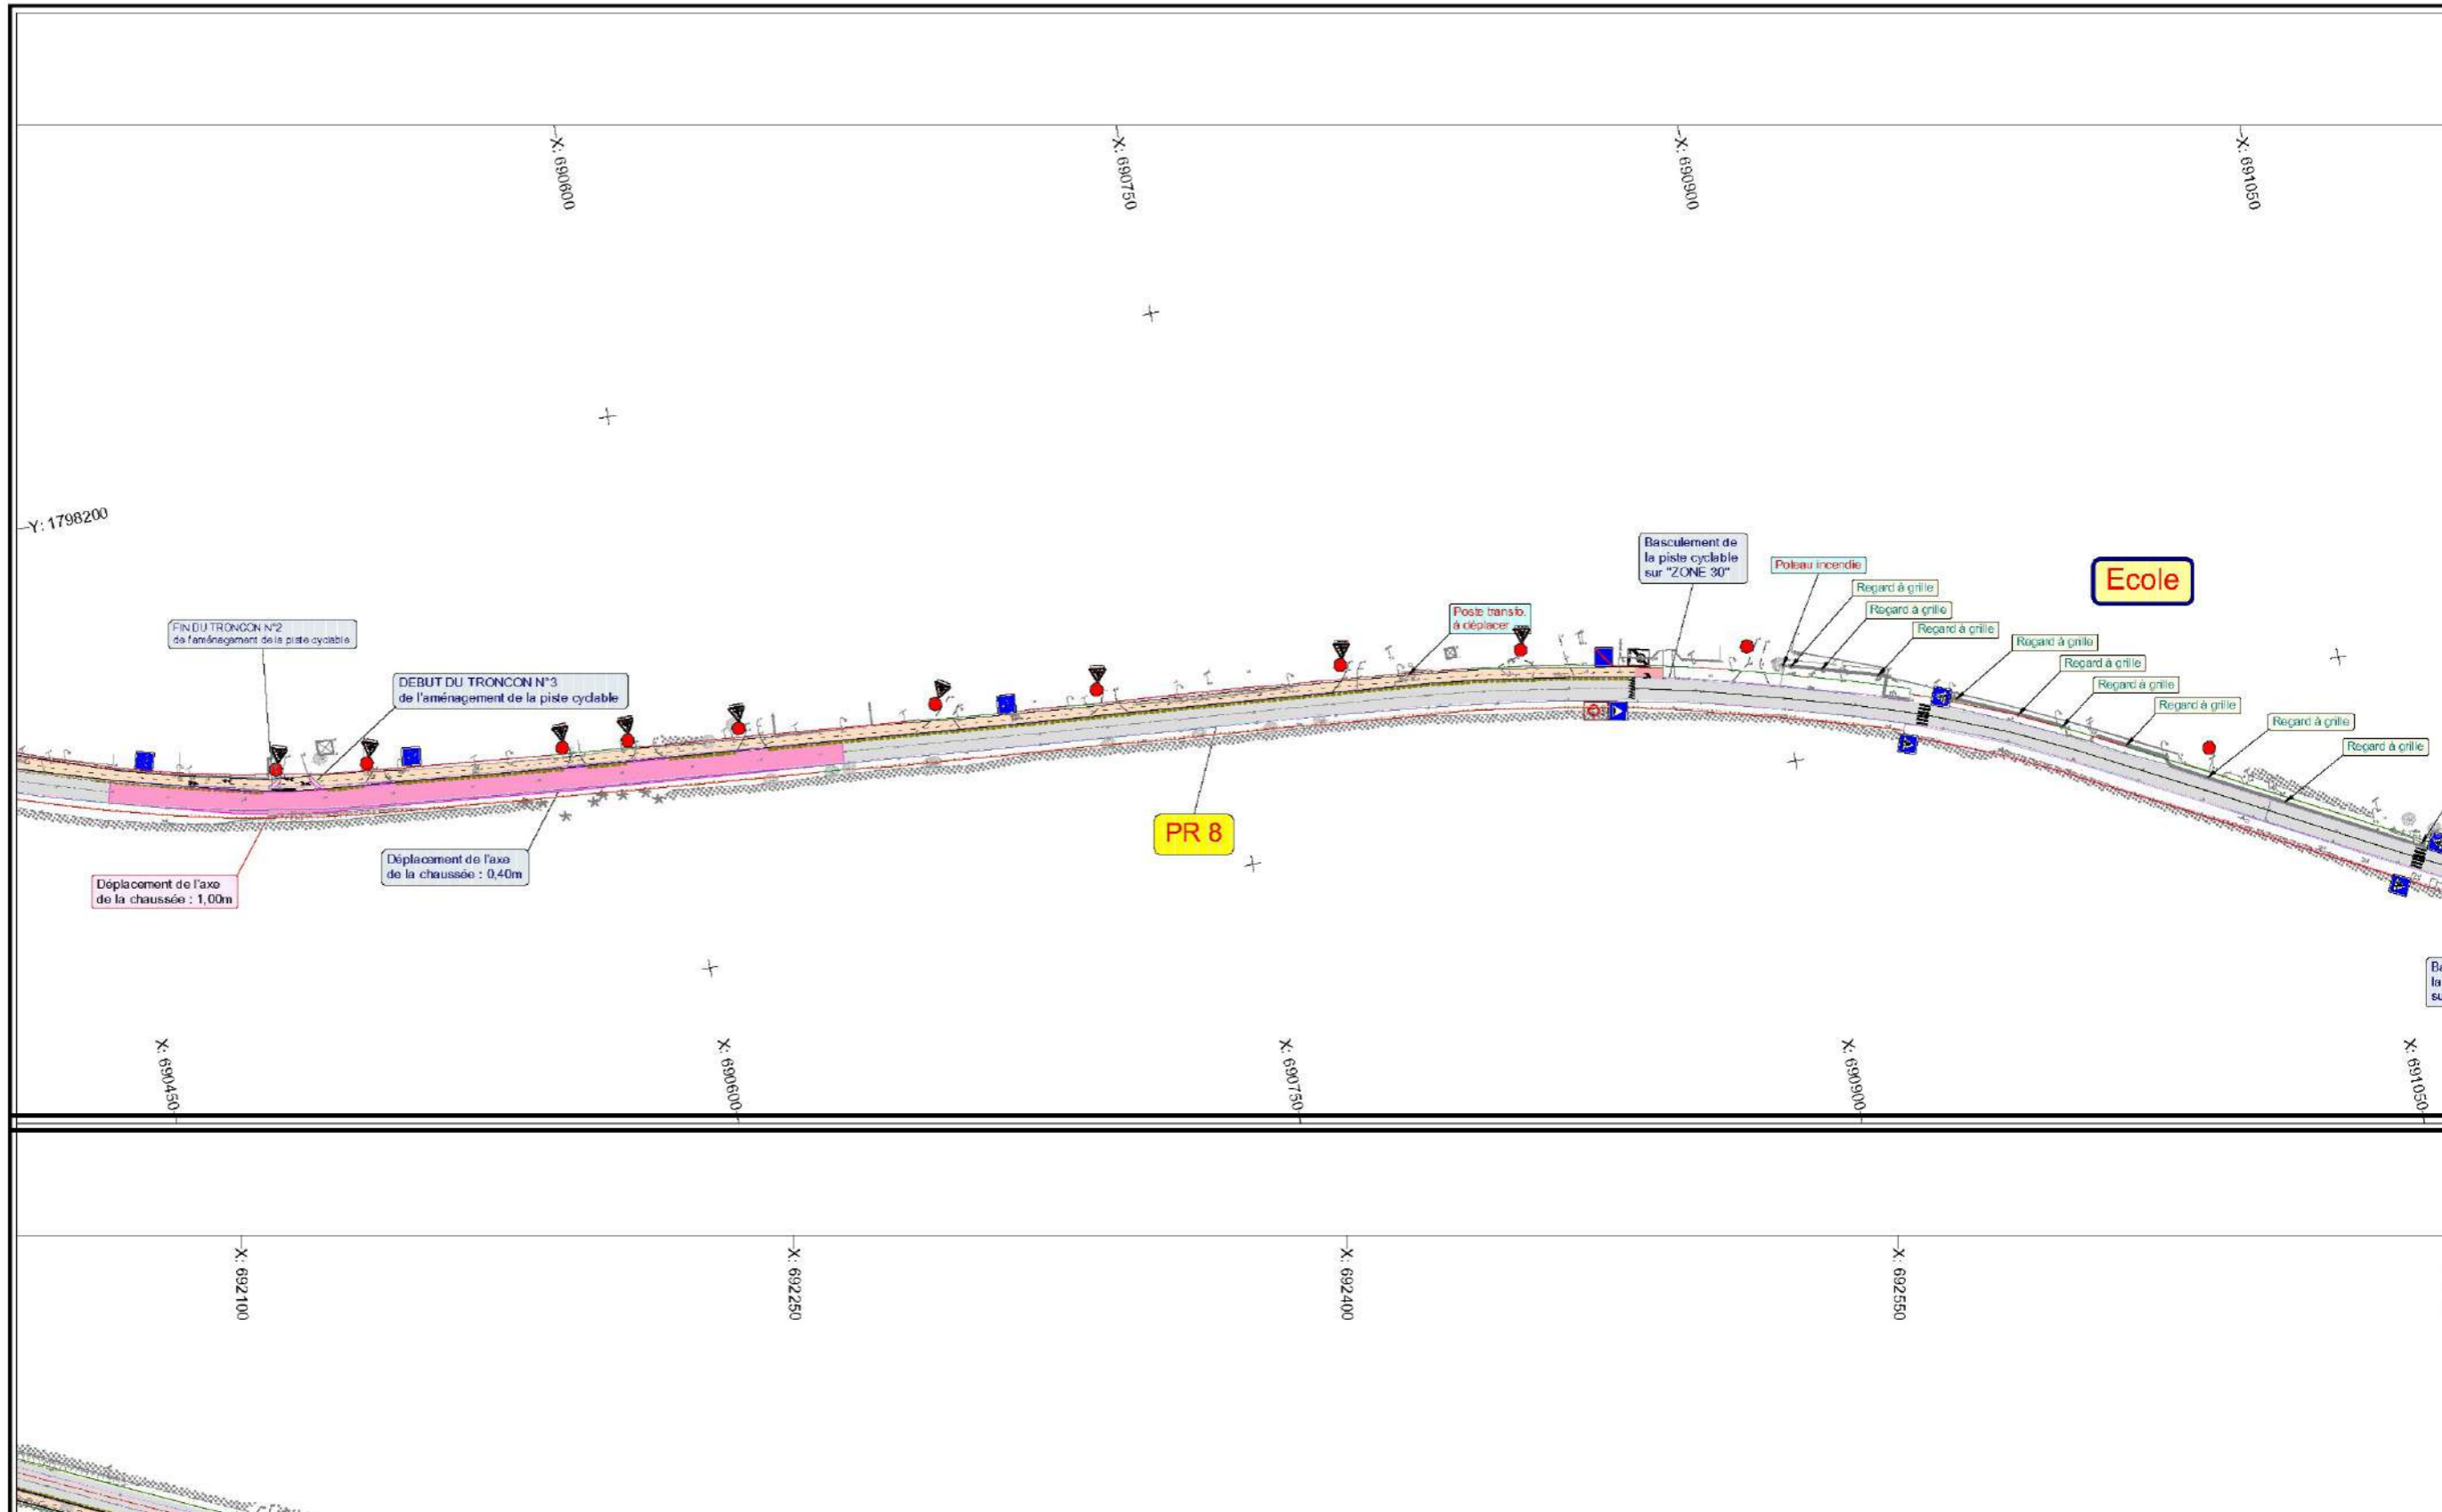 X: 690600
X: 690750
X: 690900
X: 691050
Y: 1798200
Basculement de
la piste cyclable
sur "ZONE 30"
Poteau incendie
Ecole
Regard à grille
Regard à grille
Regard à grille
Regard à grille
Regard à grille
Regard à grille
Regard à grille
Regard à grille
Regard à grille
Poste transfo.
à déplacer
FIN DU TRONCON N°2
de l'aménagement de la piste cyclable
DEBUT DU TRONCON N°3
de l'aménagement de la piste cyclable
PR 8
Déplacement de l'axe
de la chaussée : 0,40m
Déplacement de l'axe
de la chaussée : 1,00m
Ba
la
su
X: 690450
X: 690600
X: 690750
X: 690900
X: 691050
X: 692100
X: 692250
X: 692400
X: 692550